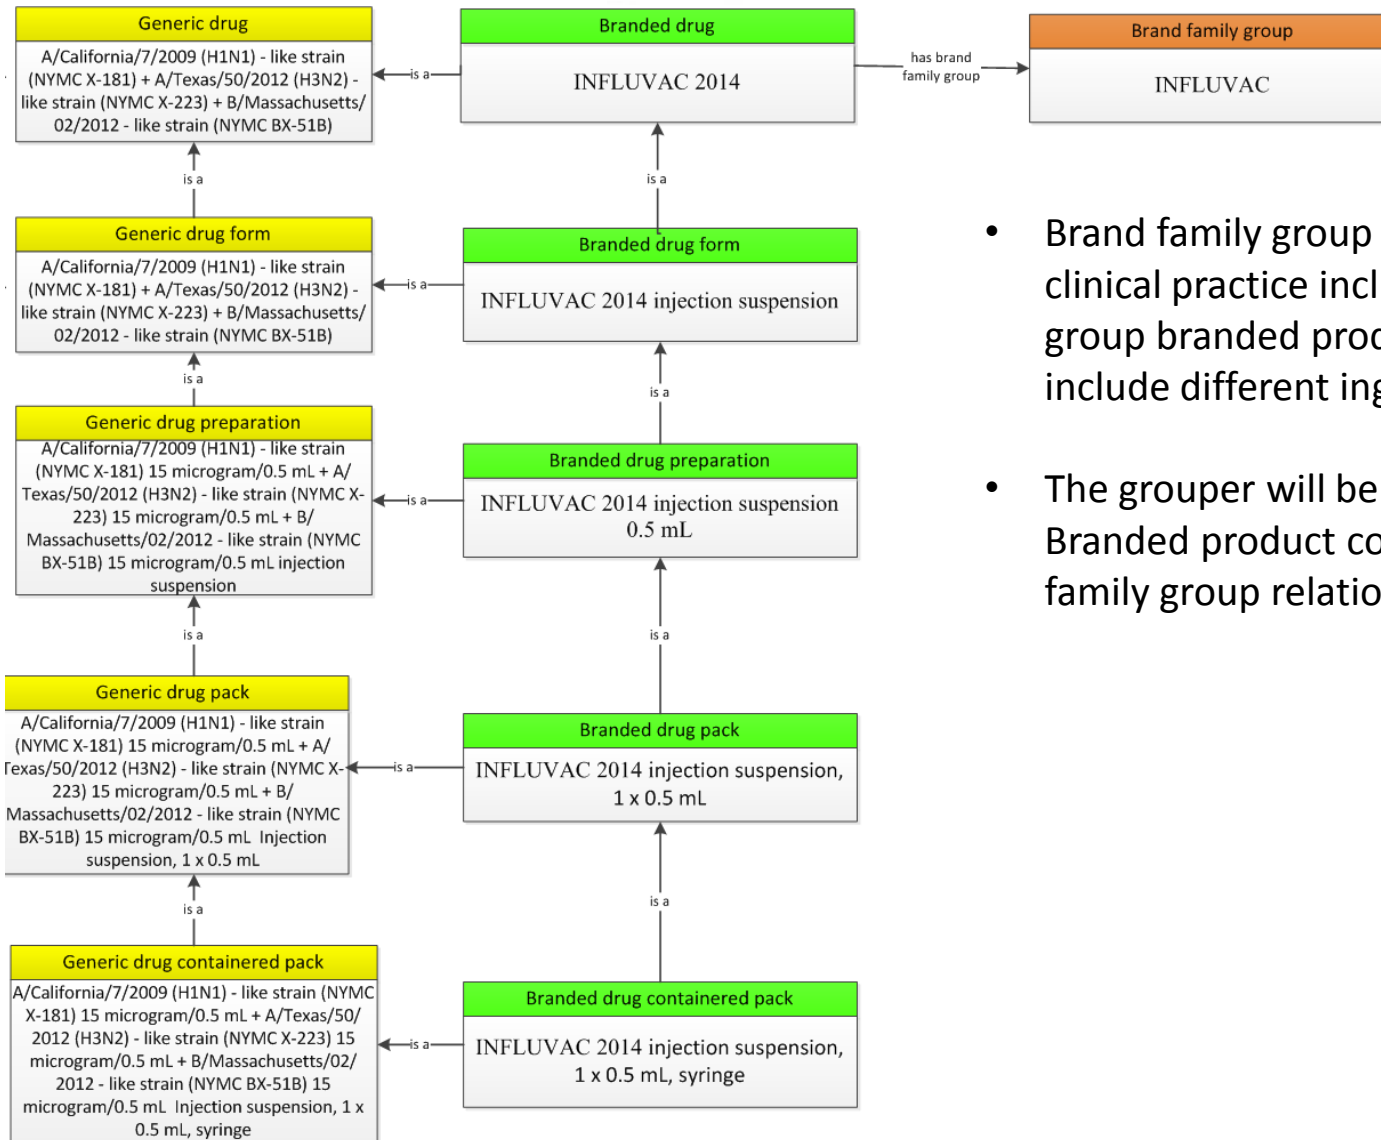 Generic drug
A/California/7/2009 (H1N1) - like strain
(NYMC X-181) + A/Texas/50/2012 (H3N2) -
like strain (NYMC X-223) + B/Massachusetts/
02/2012 - like strain (NYMC BX-51B)
is a
Branded drug
INFLUVAC 2014
has brand
family group
Brand family group
INFLUVAC
is a
is a
Generic drug form
A/California/7/2009 (H1N1) - like strain
(NYMC X-181) + A/Texas/50/2012 (H3N2) -
like strain (NYMC X-223) + B/Massachusetts/
02/2012 - like strain (NYMC BX-51B)
is a
Branded drug form
INFLUVAC 2014 injection suspension
is a
is a
Generic drug preparation
A/California/7/2009 (H1N1) - like strain
(NYMC X-181) 15 microgram/0.5 mL + A/
Texas/50/2012 (H3N2) - like strain (NYMC X-
223) 15 microgram/0.5 mL + B/
Massachusetts/02/2012 - like strain (NYMC
BX-51B) 15 microgram/0.5 mL injection
suspension
is a
Branded drug preparation
INFLUVAC 2014 injection suspension
0.5 mL
is a
is a
Generic drug pack
A/California/7/2009 (H1N1) - like strain
(NYMC X-181) 15 microgram/0.5 mL + A/
Texas/50/2012 (H3N2) - like strain (NYMC X-
223) 15 microgram/0.5 mL + B/
Massachusetts/02/2012 - like strain (NYMC
BX-51B) 15 microgram/0.5 mL Injection
suspension, 1 x 0.5 mL
is a
Branded drug pack
INFLUVAC 2014 injection suspension,
1 x 0.5 mL
is a
is a
Generic drug containered pack
A/California/7/2009 (H1N1) - like strain (NYMC
X-181) 15 microgram/0.5 mL + A/Texas/50/
2012 (H3N2) - like strain (NYMC X-223) 15
microgram/0.5 mL + B/Massachusetts/02/
2012 - like strain (NYMC BX-51B) 15
microgram/0.5 mL Injection suspension, 1 x
0.5 mL, syringe
is a
Branded drug containered pack
INFLUVAC 2014 injection suspension,
1 x 0.5 mL, syringe
• Brand family group
clinical practice incl
group branded prod
include different ing
• The grouper will be
Branded product co
family group relatio